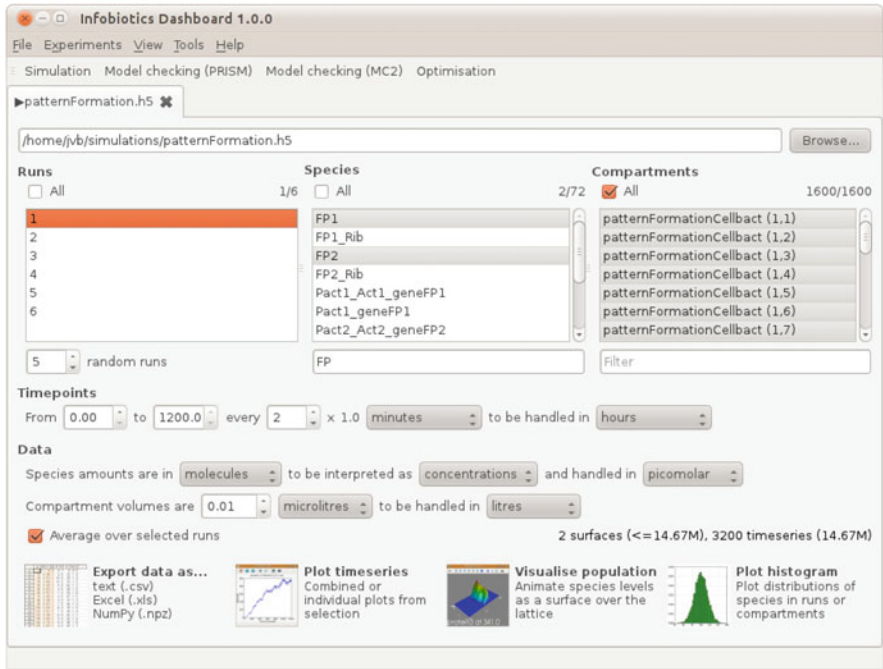 Infobiotics Dashboard 1.0.0
File Experiments View Tools Help
Simulation Model checking (PRISM) Model checking (MC2) Optimisation
▶patternFormation.h5 ✖
/home/jvb/simulations/patternFormation.h5 Browse...
Runs Species Compartments
All 1/6 All 2/72 All 1600/1600
1 FP1 patternFormationCellbact (1,1)
2 FP1_Rib patternFormationCellbact (1,2)
3 FP2 patternFormationCellbact (1,3)
4 FP2_Rib patternFormationCellbact (1,4)
5 Pact1_Act1_geneFP1 patternFormationCellbact (1,5)
6 Pact1_geneFP1 patternFormationCellbact (1,6)
Pact2_Act2_geneFP2 patternFormationCellbact (1,7)
5 random runs FP Filter
Timepoints
From 0.00 to 1200.0 every 2 × 1.0 minutes to be handled in hours
Data
Species amounts are in molecules to be interpreted as concentrations and handled in picomolar
Compartment volumes are 0.01 microlitres to be handled in litres
Average over selected runs 2 surfaces (<=14.67M), 3200 timeseries (14.67M)
Export data as... Plot timeseries Visualise population Plot histogram
text (.csv) Combined or Animate species levels Plot distributions of
Excel (.xls) individual plots from as a surface over the species in runs or
NumPy (.npz) selection lattice compartments